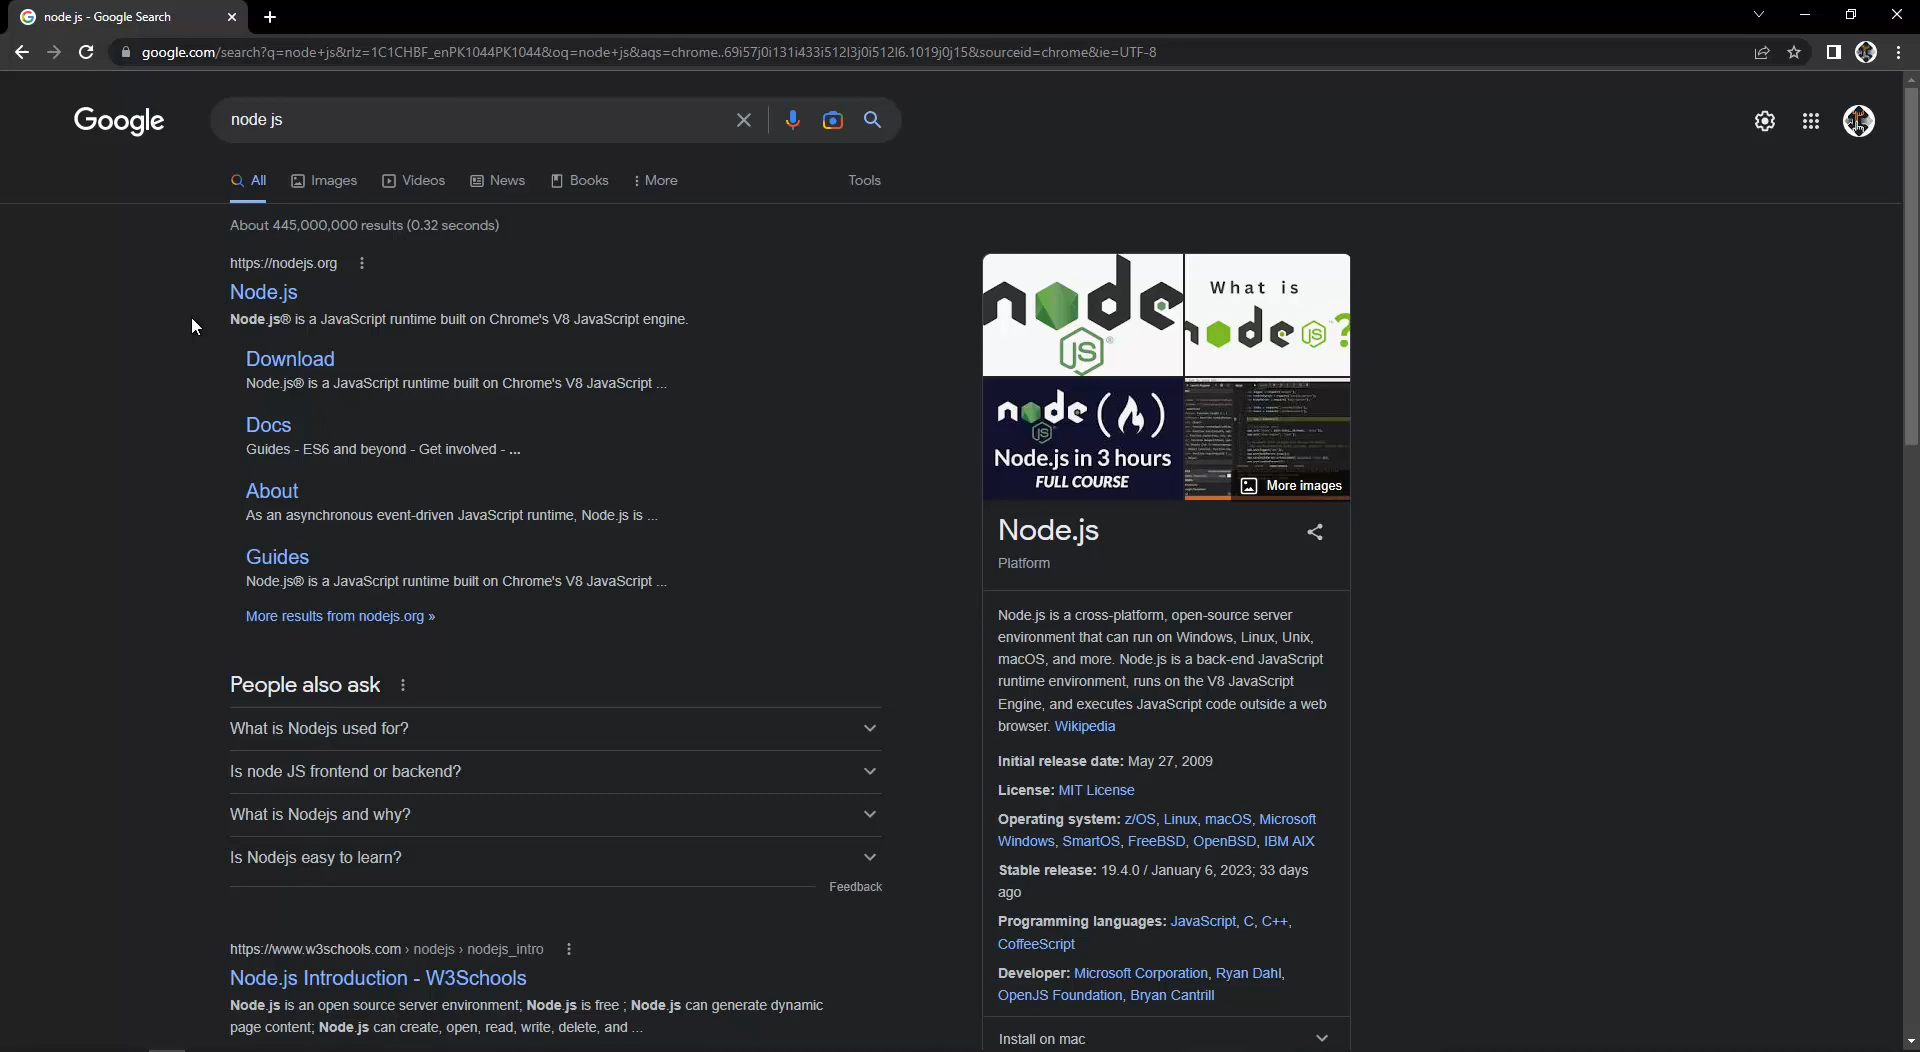 node js - Google Search
google.com/search?q=node+js&rlz=1C1CHBF_enPK1044PK1044&oq=node+js&aqs=chrome..69i57j0i131i433i512l3j0i512l6.1019j0j15&sourceid=chrome&ie=UTF-8
Google
node js
All
Images
Videos
News
Books
More
Tools
About 445,000,000 results (0.32 seconds)
https://nodejs.org
Node.js
Node.js® is a JavaScript runtime built on Chrome's V8 JavaScript engine.
Download
Node.js® is a JavaScript runtime built on Chrome's V8 JavaScript ...
Docs
Guides - ES6 and beyond - Get involved - ...
About
As an asynchronous event-driven JavaScript runtime, Node.js is ...
Guides
Node.js® is a JavaScript runtime built on Chrome's V8 JavaScript ...
More results from nodejs.org »
People also ask
What is Nodejs used for?
Is node JS frontend or backend?
What is Nodejs and why?
Is Nodejs easy to learn?
Feedback
https://www.w3schools.com › nodejs › nodejs_intro
Node.js Introduction - W3Schools
Node.js is an open source server environment; Node.js is free ; Node.js can generate dynamic
page content; Node.js can create, open, read, write, delete, and ...
node
JS®
What is
node JS ?
node
JS
Node.js in 3 hours
FULL COURSE
More images
Node.js
Platform
Node.js is a cross-platform, open-source server
environment that can run on Windows, Linux, Unix,
macOS, and more. Node.js is a back-end JavaScript
runtime environment, runs on the V8 JavaScript
Engine, and executes JavaScript code outside a web
browser. Wikipedia
Initial release date: May 27, 2009
License: MIT License
Operating system: z/OS, Linux, macOS, Microsoft
Windows, SmartOS, FreeBSD, OpenBSD, IBM AIX
Stable release: 19.4.0 / January 6, 2023; 33 days
ago
Programming languages: JavaScript, C, C++,
CoffeeScript
Developer: Microsoft Corporation, Ryan Dahl,
OpenJS Foundation, Bryan Cantrill
Install on mac